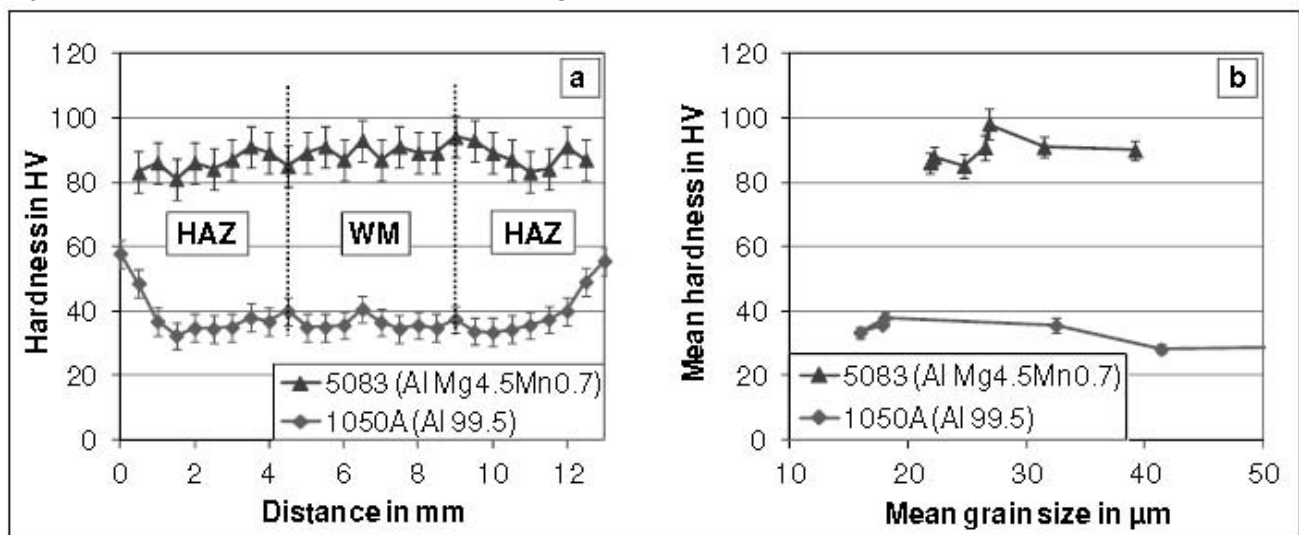 120
100
80
60
40
20
0
Hardness in HV
a
HAZ
WM
HAZ
5083 (Al Mg4.5Mn0.7)
1050A (Al 99.5)
0
2
4
6
8
10
12
Distance in mm
120
100
80
60
40
20
0
Mean hardness in HV
b
5083 (Al Mg4.5Mn0.7)
1050A (Al 99.5)
10
20
30
40
50
Mean grain size in µm